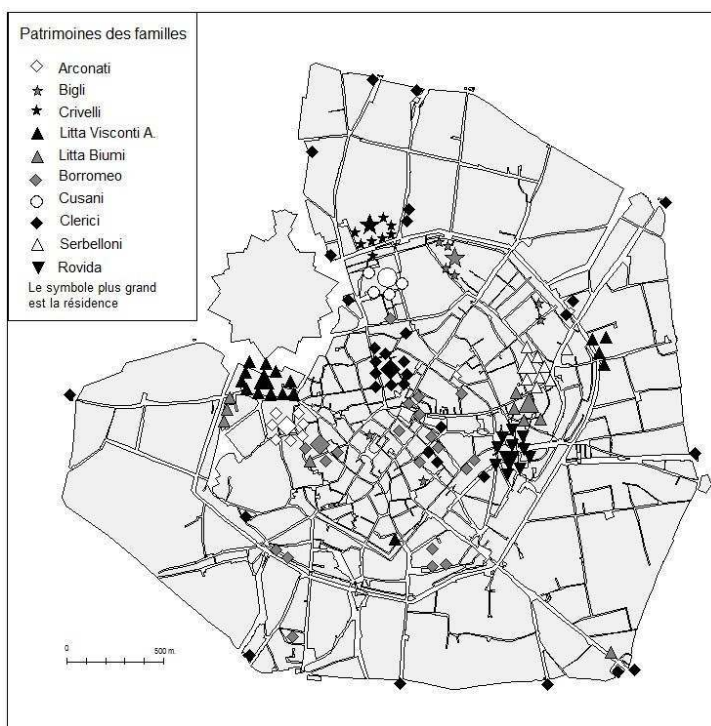 Patrimoines des familles
Arconati
Bigli
Crivelli
Litta Visconti A.
Litta Biumi
Borromeo
Cusani
Clerici
Serbelloni
Rovida
Le symbole plus grand
est la résidence
0 500 m.